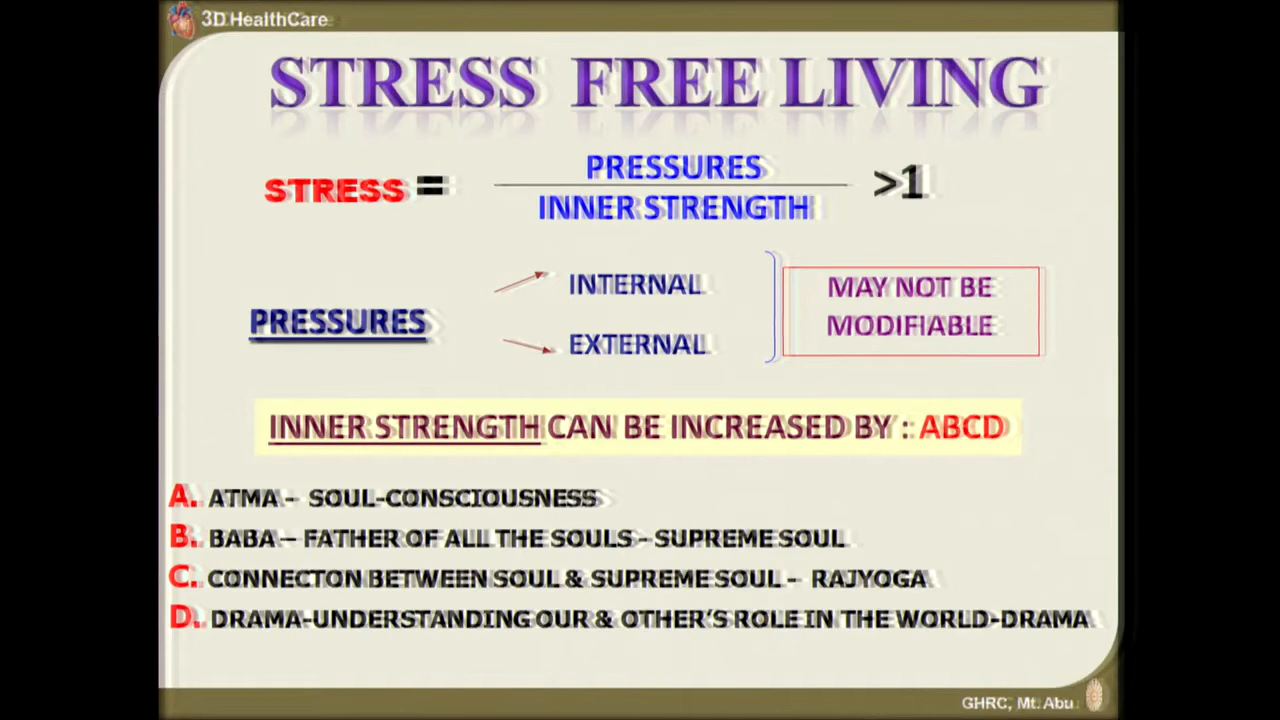 3D HealthCare
STRESS FREE LIVING
STRESS = PRESSURES >1
INNER STRENGTH
INTERNAL
MAY NOT BE
PRESSURES
MODIFIABLE
EXTERNAL
INNER STRENGTH CAN BE INCREASED BY : ABCD
A. ATMA – SOUL-CONSCIOUSNESS
B. BABA – FATHER OF ALL THE SOULS - SUPREME SOUL
C. CONNECTON BETWEEN SOUL & SUPREME SOUL – RAJYOGA
D. DRAMA-UNDERSTANDING OUR & OTHER'S ROLE IN THE WORLD-DRAMA
GHRC, Mt. Abu